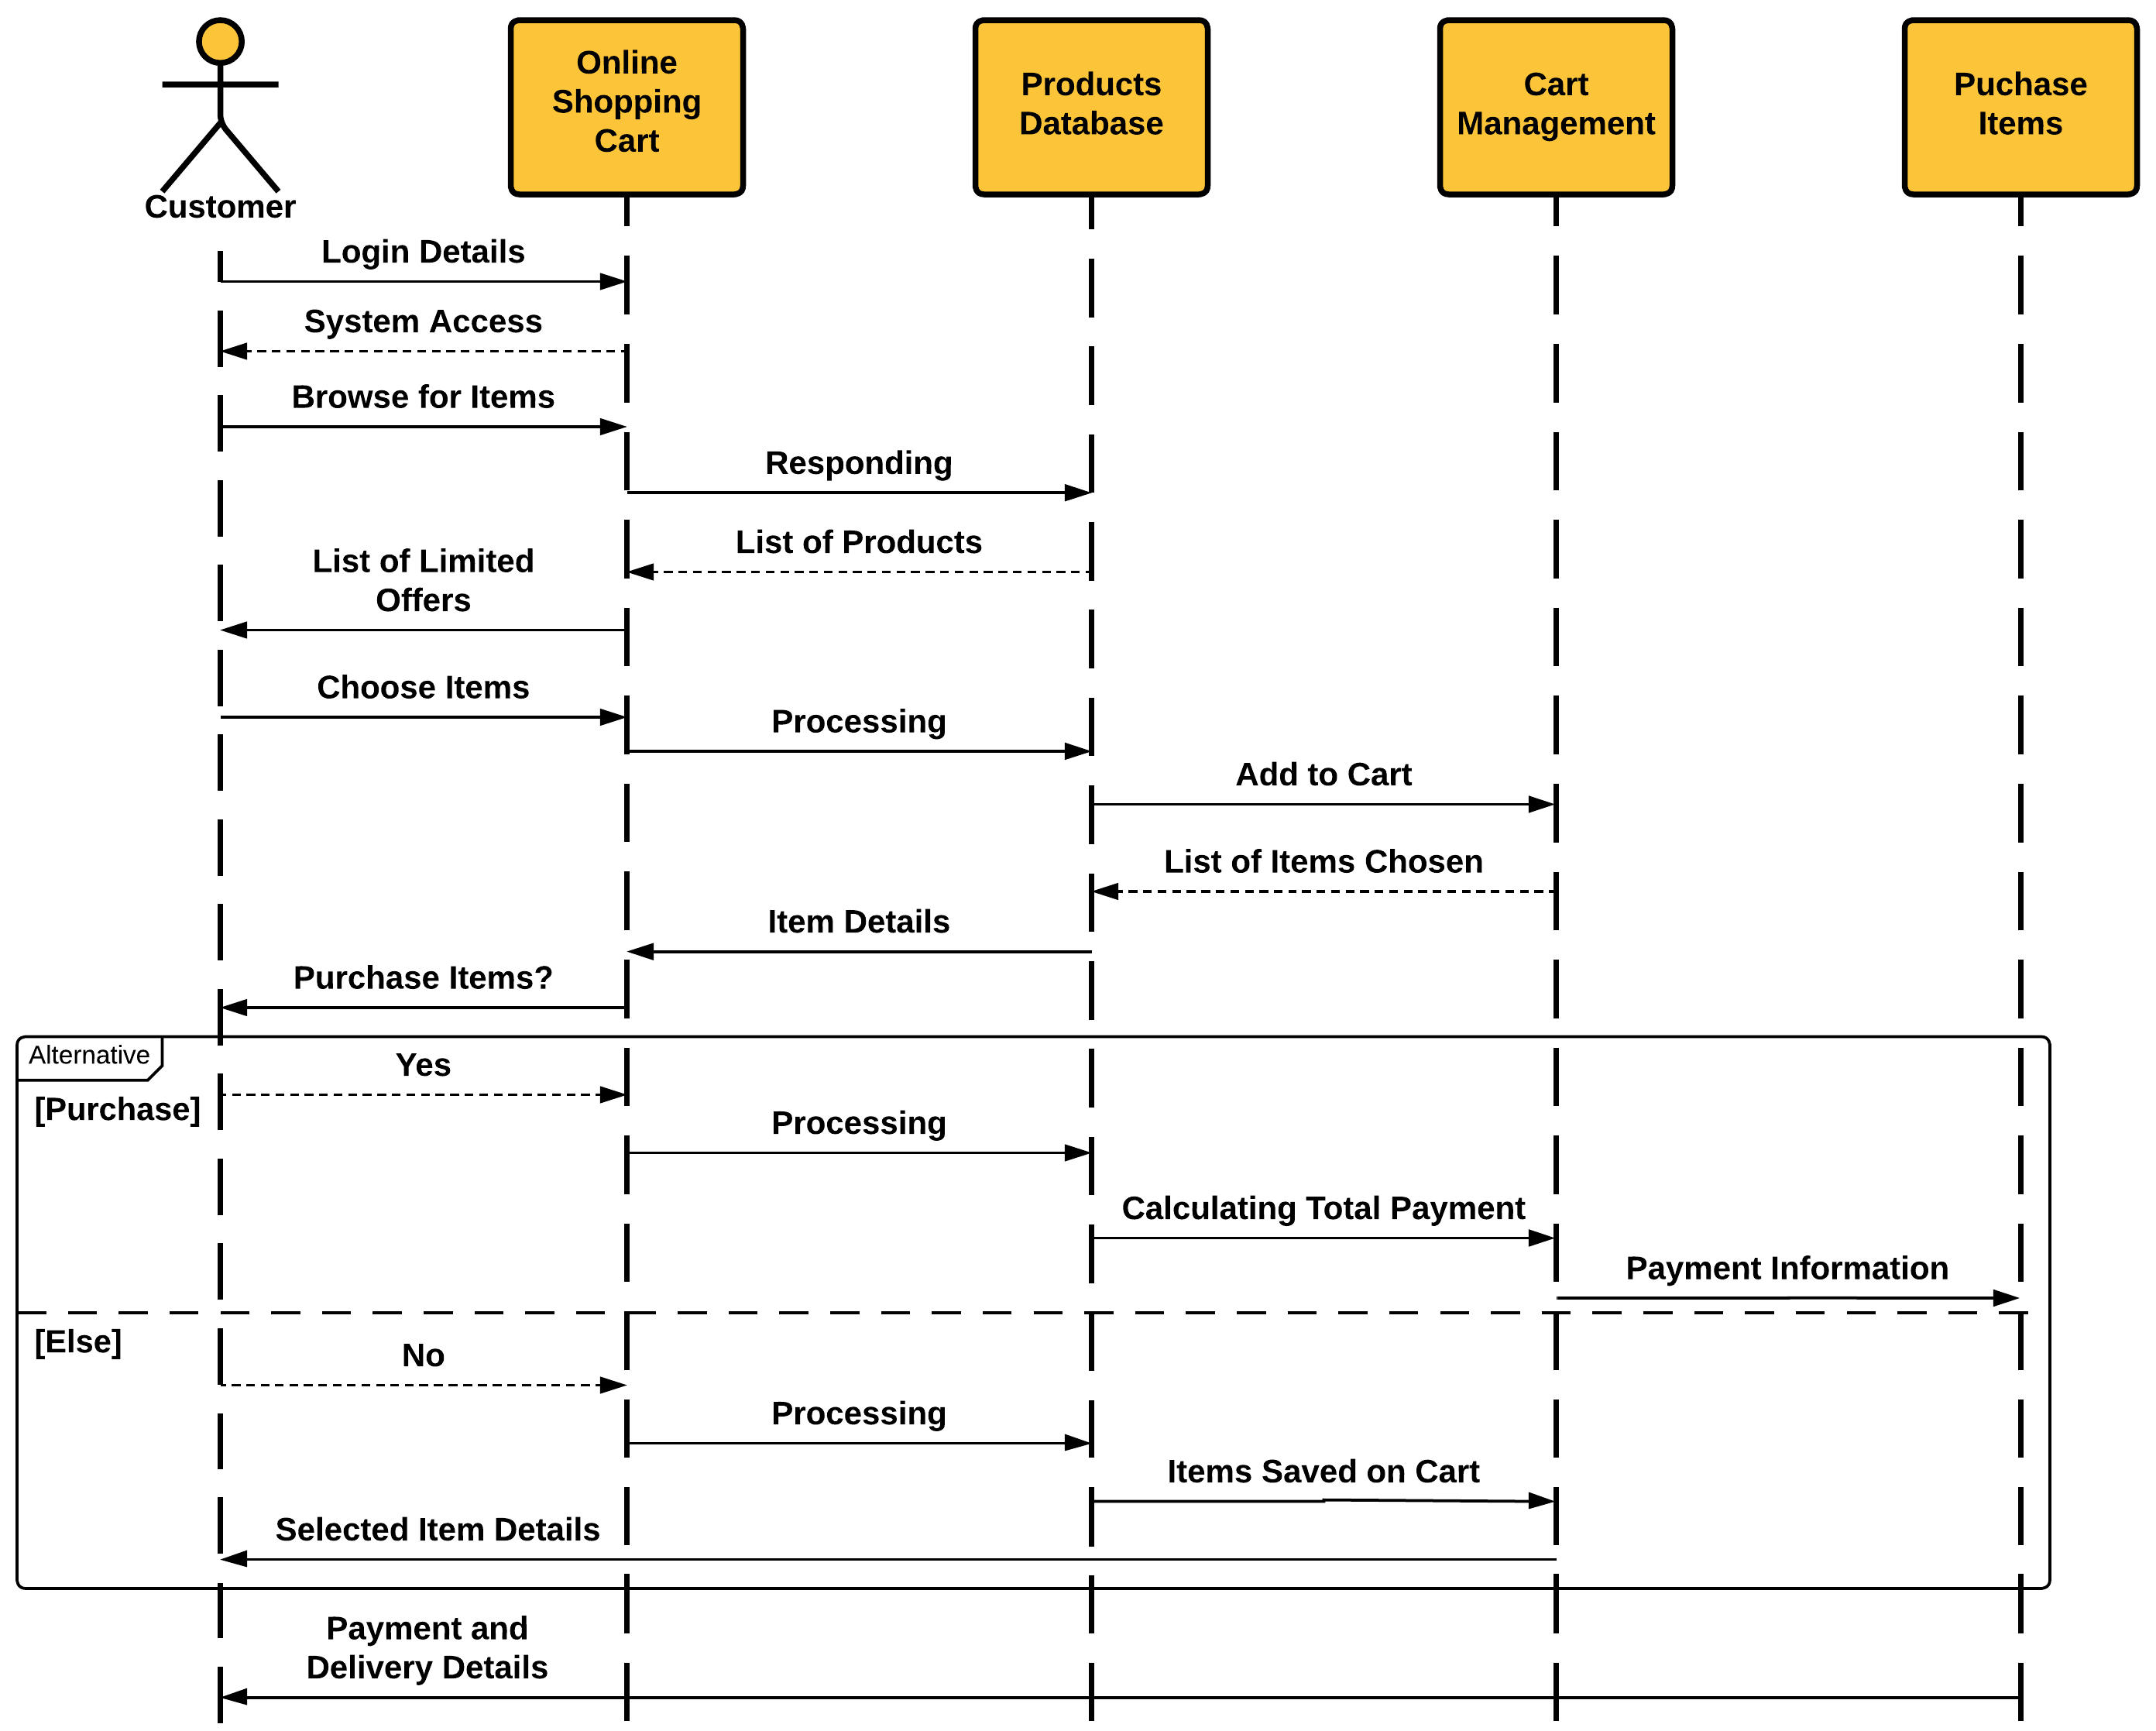 Online
Shopping
Cart
Products
Database
Cart
Management
Puchase
Items
Customer
Login Details
System Access
Browse for Items
Responding
List of Products
List of Limited
Offers
Choose Items
Processing
Add to Cart
List of Items Chosen
Item Details
Purchase Items?
Alternative
Yes
[Purchase]
Processing
Calculating Total Payment
Payment Information
[Else]
No
Processing
Items Saved on Cart
Selected Item Details
Payment and
Delivery Details